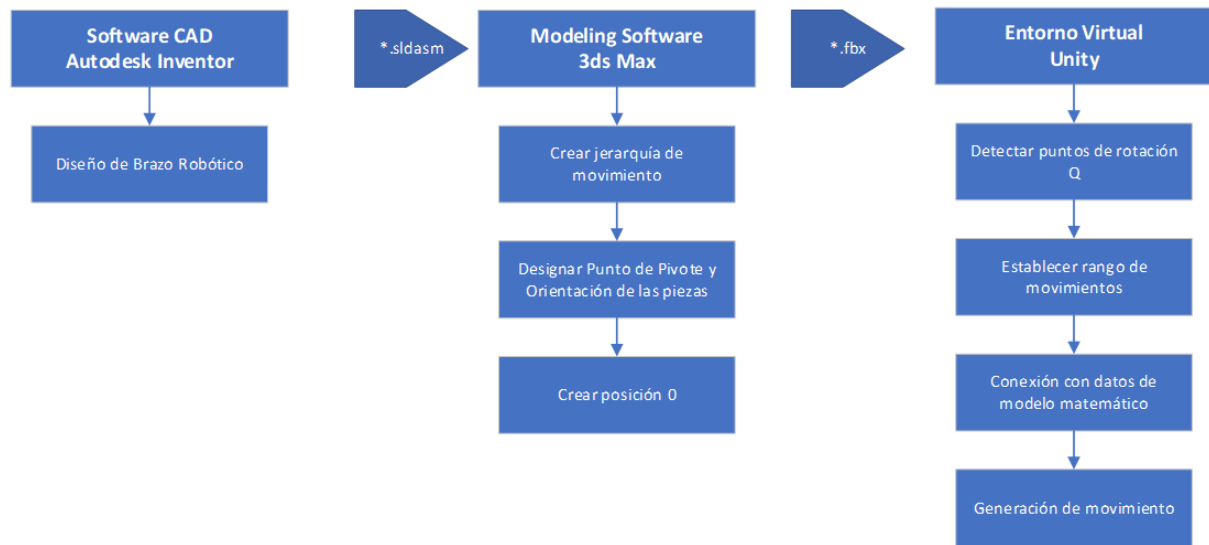 Software CAD
Autodesk Inventor
Diseño de Brazo Robótico
*.sldasm
Modeling Software
3ds Max
Crear jerarquía de
movimiento
Designar Punto de Pivote y
Orientación de las piezas
Crear posición 0
*.fbx
Entorno Virtual
Unity
Detectar puntos de rotación
Q
Establecer rango de
movimientos
Conexión con datos de
modelo matemático
Generación de movimiento